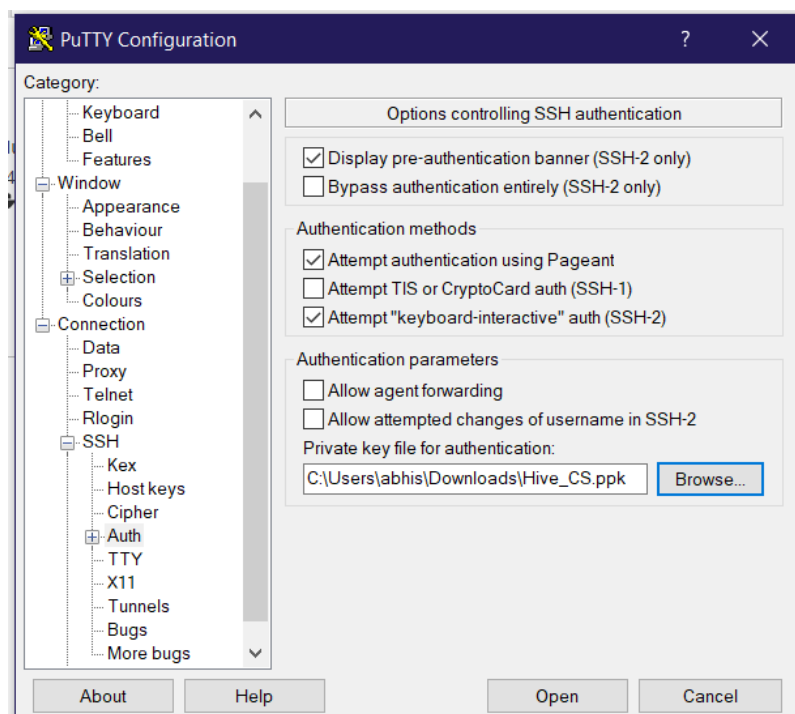 PuTTY Configuration
?
Category:
Keyboard
Bell
Features
Window
Appearance
Behaviour
Translation
Selection
Colours
Connection
Data
Proxy
Telnet
Rlogin
SSH
Kex
Host keys
Cipher
Auth
TTY
X11
Tunnels
Bugs
More bugs
Options controlling SSH authentication
Display pre-authentication banner (SSH-2 only)
Bypass authentication entirely (SSH-2 only)
Authentication methods
Attempt authentication using Pageant
Attempt TIS or CryptoCard auth (SSH-1)
Attempt "keyboard-interactive" auth (SSH-2)
Authentication parameters
Allow agent forwarding
Allow attempted changes of username in SSH-2
Private key file for authentication:
C:\Users\abhis\Downloads\Hive_CS.ppk
Browse...
About
Help
Open
Cancel